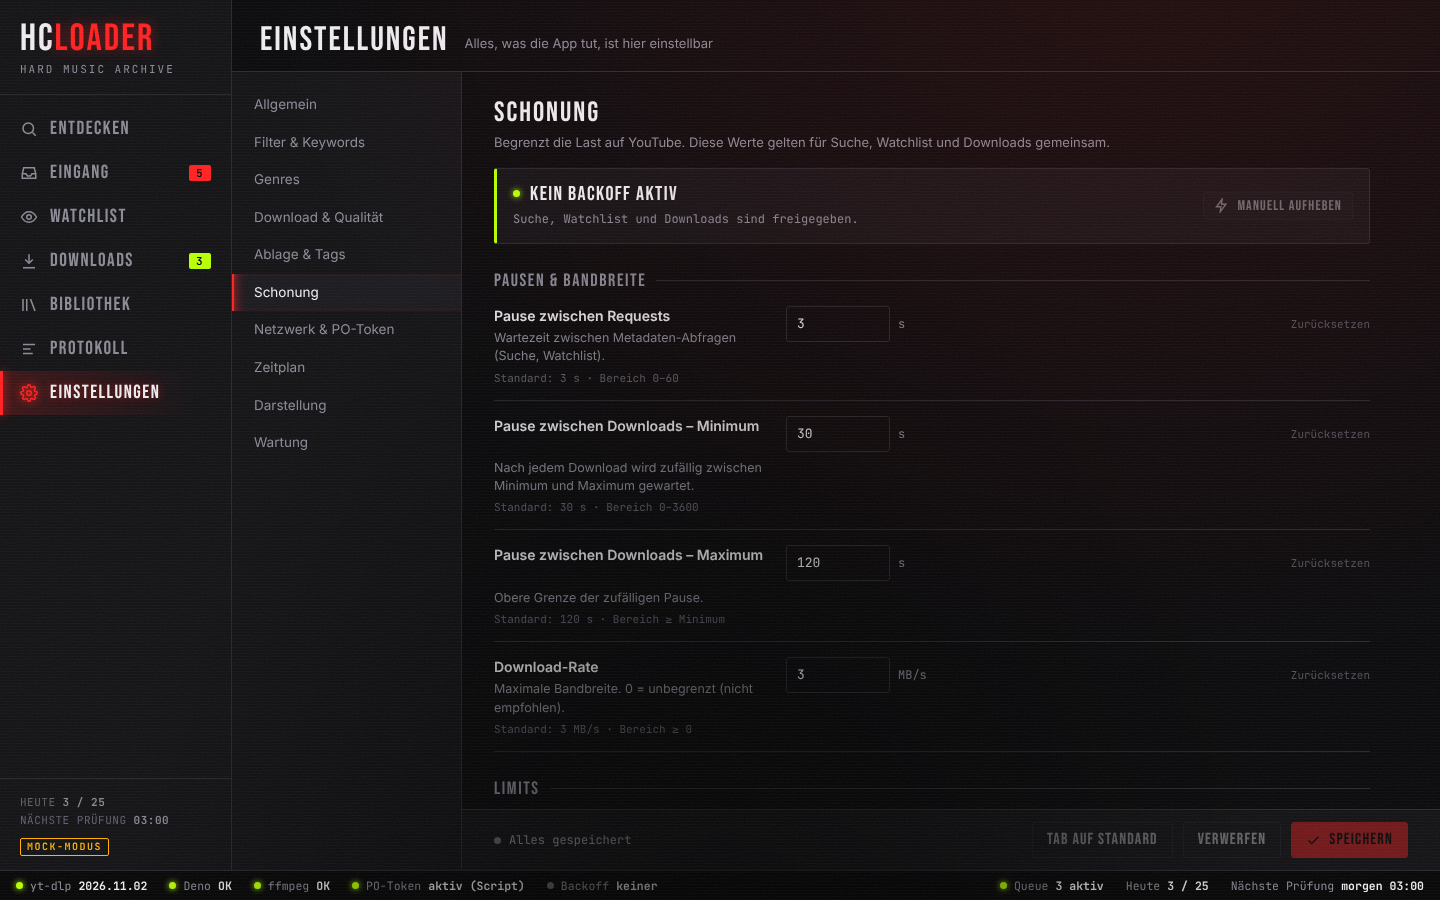 HCLOADER
HARD MUSIC ARCHIVE
ENTDECKEN
EINGANG 5
WATCHLIST
DOWNLOADS 3
BIBLIOTHEK
PROTOKOLL
EINSTELLUNGEN
HEUTE 3 / 25
NÄCHSTE PRÜFUNG 03:00
MOCK-MODUS
EINSTELLUNGEN Alles, was die App tut, ist hier einstellbar
Allgemein
Filter & Keywords
Genres
Download & Qualität
Ablage & Tags
Schonung
Netzwerk & PO-Token
Zeitplan
Darstellung
Wartung
SCHONUNG
Begrenzt die Last auf YouTube. Diese Werte gelten für Suche, Watchlist und Downloads gemeinsam.
KEIN BACKOFF AKTIV
Suche, Watchlist und Downloads sind freigegeben.
MANUELL AUFHEBEN
PAUSEN & BANDBREITE
Pause zwischen Requests 3 s Zurücksetzen
Wartezeit zwischen Metadaten-Abfragen
(Suche, Watchlist).
Standard: 3 s · Bereich 0–60
Pause zwischen Downloads – Minimum 30 s Zurücksetzen
Nach jedem Download wird zufällig zwischen
Minimum und Maximum gewartet.
Standard: 30 s · Bereich 0–3600
Pause zwischen Downloads – Maximum 120 s Zurücksetzen
Obere Grenze der zufälligen Pause.
Standard: 120 s · Bereich ≥ Minimum
Download-Rate 3 MB/s Zurücksetzen
Maximale Bandbreite. 0 = unbegrenzt (nicht
empfohlen).
Standard: 3 MB/s · Bereich ≥ 0
LIMITS
Alles gespeichert TAB AUF STANDARD VERWERFEN SPEICHERN
yt-dlp 2026.11.02 Deno OK ffmpeg OK PO-Token aktiv (Script) Backoff keiner Queue 3 aktiv Heute 3 / 25 Nächste Prüfung morgen 03:00